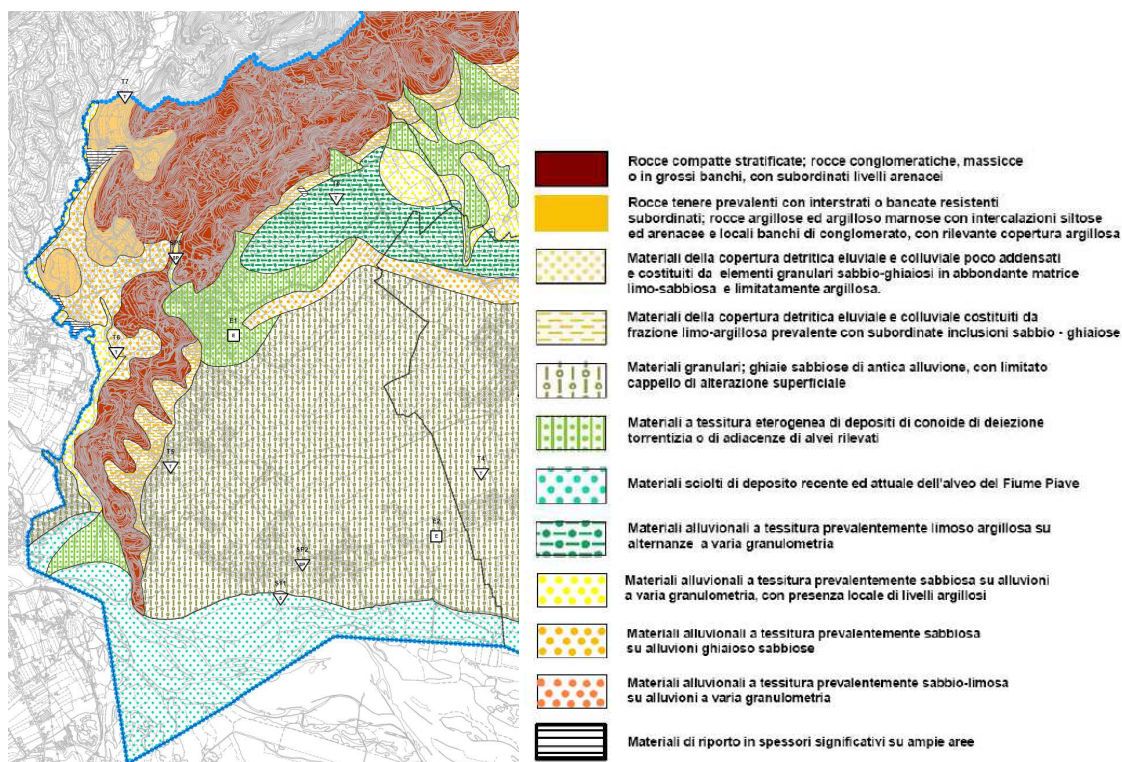 T7
SP3
E1
T6
T5
T4
E2
E
SP2
ST1
Rocce compatte stratificate; rocce conglomeratiche, massicce
o in grossi banchi, con subordinati livelli arenacei
Rocce tenere prevalenti con interstrati o bancate resistenti
subordinati; rocce argillose ed argilloso marnose con intercalazioni siltose
ed arenacee e locali banchi di conglomerato, con rilevante copertura argillosa
Materiali della copertura detritica eluviale e colluviale poco addensati
e costituiti da elementi granulari sabbio-ghiaiosi in abbondante matrice
limo-sabbiosa e limitatamente argillosa.
Materiali della copertura detritica eluviale e colluviale costituiti da
frazione limo-argillosa prevalente con subordinate inclusioni sabbio - ghiaiose
Materiali granulari; ghiaie sabbiose di antica alluvione, con limitato
cappello di alterazione superficiale
Materiali a tessitura eterogenea di depositi di conoide di deiezione
torrentizia o di adiacenze di alvei rilevati
Materiali sciolti di deposito recente ed attuale dell'alveo del Fiume Piave
Materiali alluvionali a tessitura prevalentemente limoso argillosa su
alternanze a varia granulometria
Materiali alluvionali a tessitura prevalentemente sabbiosa su alluvioni
a varia granulometria, con presenza locale di livelli argillosi
Materiali alluvionali a tessitura prevalentemente sabbiosa
su alluvioni ghiaioso sabbiose
Materiali alluvionali a tessitura prevalentemente sabbio-limosa
su alluvioni a varia granulometria
Materiali di riporto in spessori significativi su ampie aree